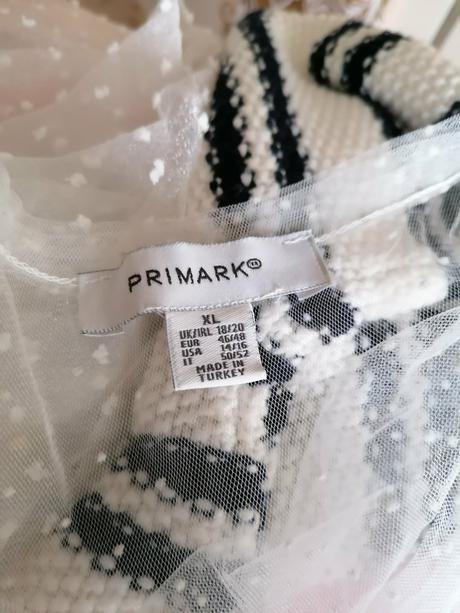 PRIMARK®
XL
UK/IRL 18/20
EUR 46/48
USA 14/16
IT 50/52
MADE IN
TURKEY